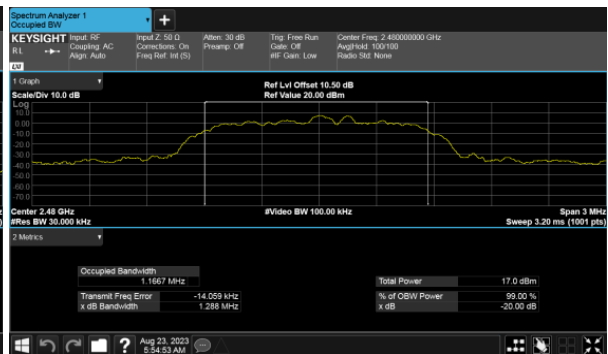 Spectrum Analyzer 1
Occupied BW
KEYSIGHT Input: RF Input Z: 50 Ω Atten: 30 dB Trig: Free Run Center Freq: 2.480000000 GHz
RL Coupling: AC Corrections: On Preamp: Off Gate: Off Avg|Hold: 100/100
Align: Auto Freq Ref: Int (S) #IF Gain: Low Radio Std: None
LXI
1 Graph Ref Lvl Offset 10.50 dB
Scale/Div 10.0 dB Ref Value 20.00 dBm
Log
10.0
0.00
-10.0
-20.0
-30.0
-40.0
-50.0
-60.0
-70.0
Center 2.48 GHz #Video BW 100.00 kHz Span 3 MHz
#Res BW 30.000 kHz Sweep 3.20 ms (1001 pts)
2 Metrics
Occupied Bandwidth
1.1667 MHz Total Power 17.0 dBm
Transmit Freq Error -14.059 kHz % of OBW Power 99.00 %
x dB Bandwidth 1.288 MHz x dB -20.00 dB
? Aug 23, 2023
5:54:53 AM